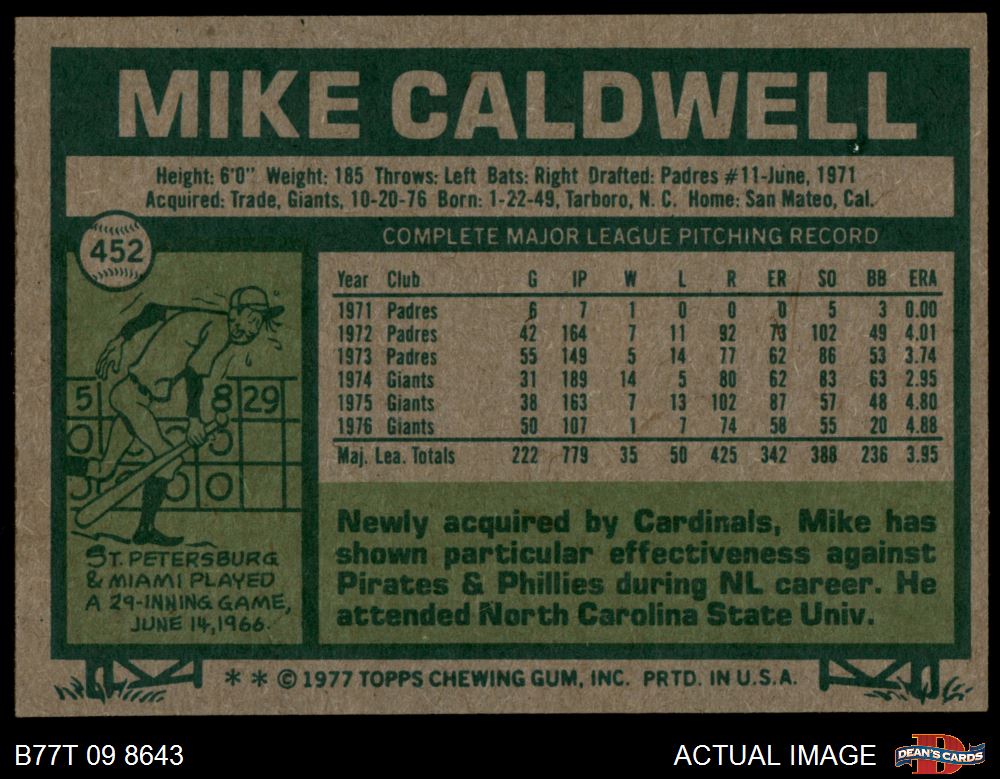 MIKE CALDWELL
Height: 6'0" Weight: 185 Throws: Left Bats: Right Drafted: Padres #11-June, 1971
Acquired: Trade, Giants, 10-20-76 Born: 1-22-49, Tarboro, N. C. Home: San Mateo, Cal.
452
COMPLETE MAJOR LEAGUE PITCHING RECORD
Year Club G IP W L R ER SO BB ERA
1971 Padres 6 7 1 0 0 0 5 3 0.00
1972 Padres 42 164 7 11 92 73 102 49 4.01
1973 Padres 55 149 5 14 77 62 86 53 3.74
1974 Giants 31 189 14 5 80 62 83 63 2.95
1975 Giants 38 163 7 13 102 87 57 48 4.80
1976 Giants 50 107 1 7 74 58 55 20 4.88
Maj. Lea. Totals 222 779 35 50 425 342 388 236 3.95
5 8 29
0 0
0 0
ST. PETERSBURG
& MIAMI PLAYED
A 29-INNING GAME,
JUNE 14, 1966.
Newly acquired by Cardinals, Mike has
shown particular effectiveness against
Pirates & Phillies during NL career. He
attended North Carolina State Univ.
* * © 1977 TOPPS CHEWING GUM, INC. PRTD. IN U.S.A.
B77T 09 8643
ACTUAL IMAGE
D
DEAN'S CARDS